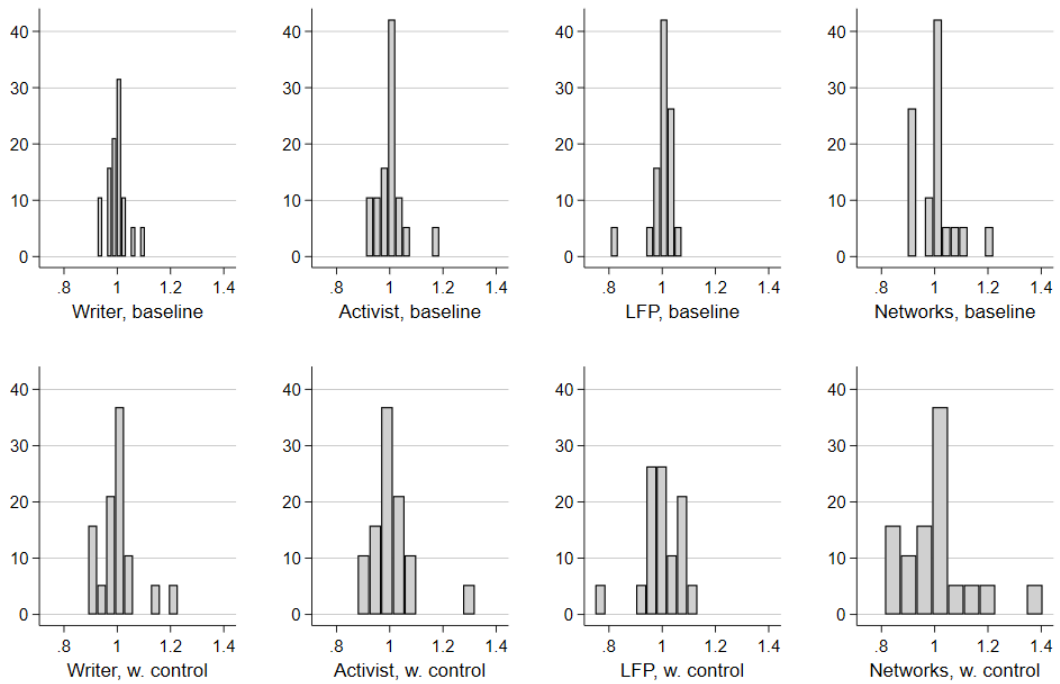 40
30
20
10
0
.8 1 1.2 1.4
Writer, baseline
40
30
20
10
0
.8 1 1.2 1.4
Activist, baseline
40
30
20
10
0
.8 1 1.2 1.4
LFP, baseline
40
30
20
10
0
.8 1 1.2 1.4
Networks, baseline
40
30
20
10
0
.8 1 1.2 1.4
Writer, w. control
40
30
20
10
0
.8 1 1.2 1.4
Activist, w. control
40
30
20
10
0
.8 1 1.2 1.4
LFP, w. control
40
30
20
10
0
.8 1 1.2 1.4
Networks, w. control